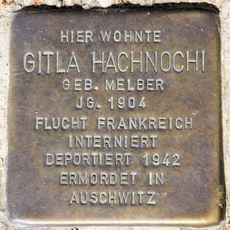 HIER WOHNTE
GITLA HACHNOCHI
GEB. MELBER
JG. 1904
FLUCHT FRANKREICH
INTERNIERT
DEPORTIERT 1942
ERMORDET IN
AUSCHWITZ